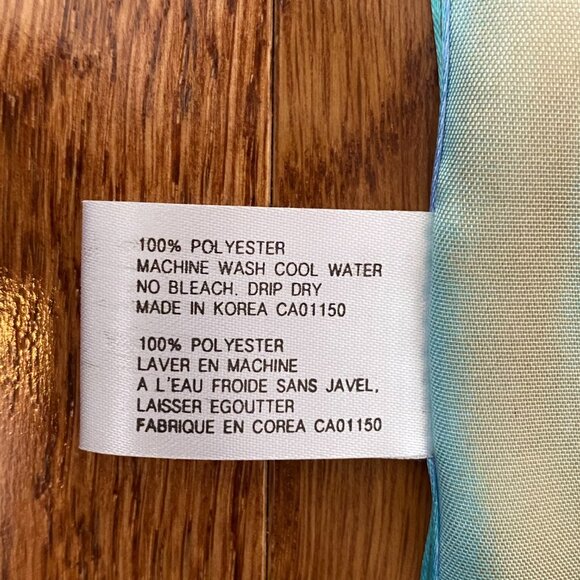 100% POLYESTER
MACHINE WASH COOL WATER
NO BLEACH. DRIP DRY
MADE IN KOREA CA01150
100% POLYESTER
LAVER EN MACHINE
A L'EAU FROIDE SANS JAVEL,
LAISSER EGOUTTER
FABRIQUE EN COREA CA01150